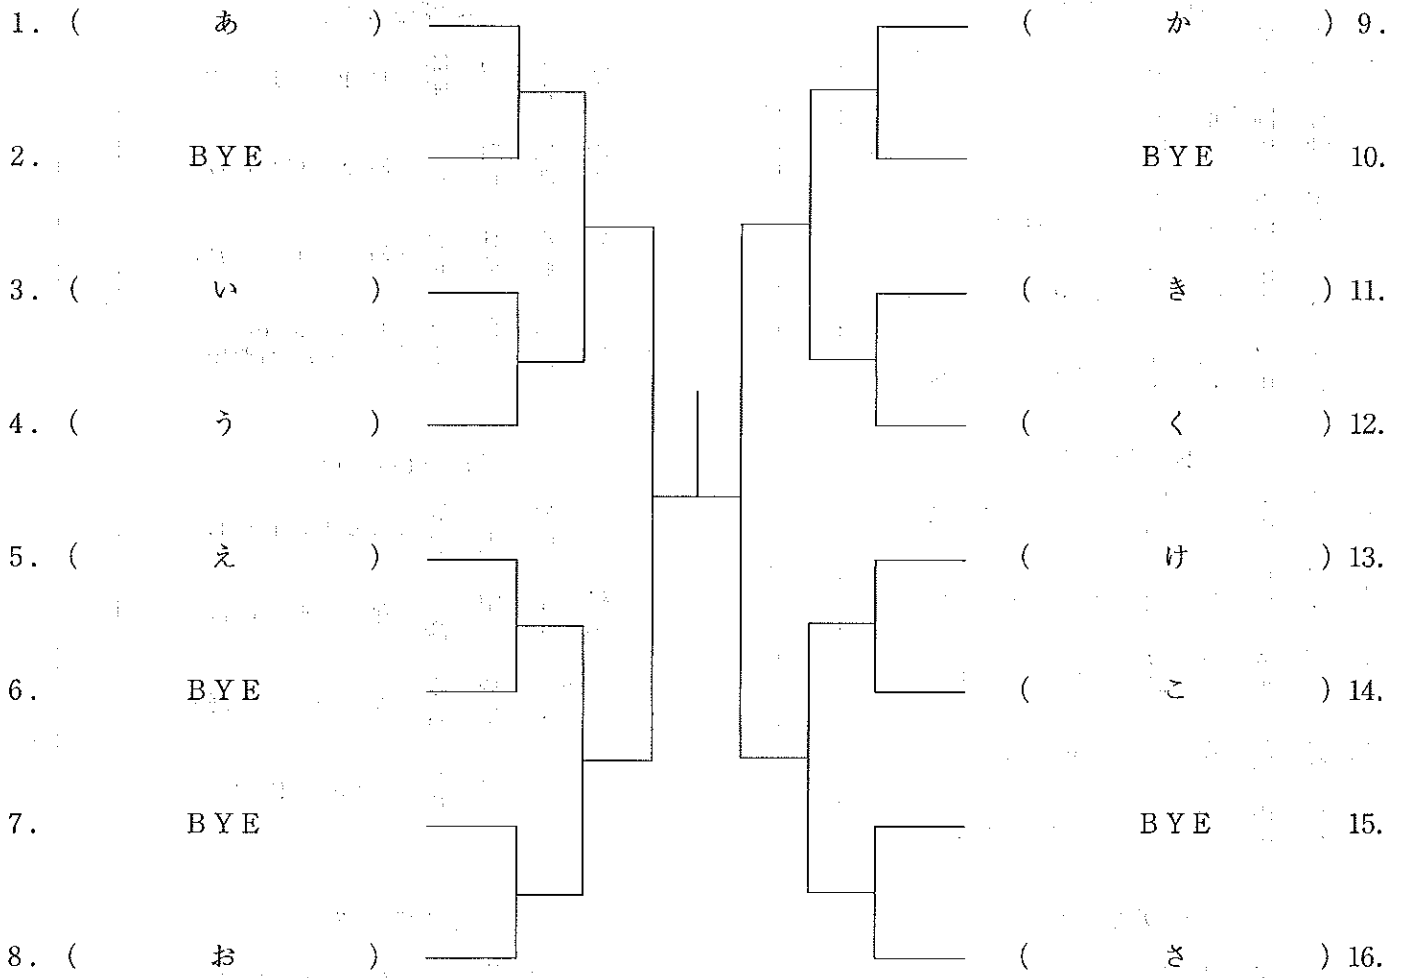 1. ( あ ) ( か ) 9.
2. BYE BYE 10.
3. ( い ) ( き ) 11.
4. ( う ) ( く ) 12.
5. ( え ) ( け ) 13.
6. BYE ( こ ) 14.
7. BYE BYE 15.
8. ( お ) ( さ ) 16.